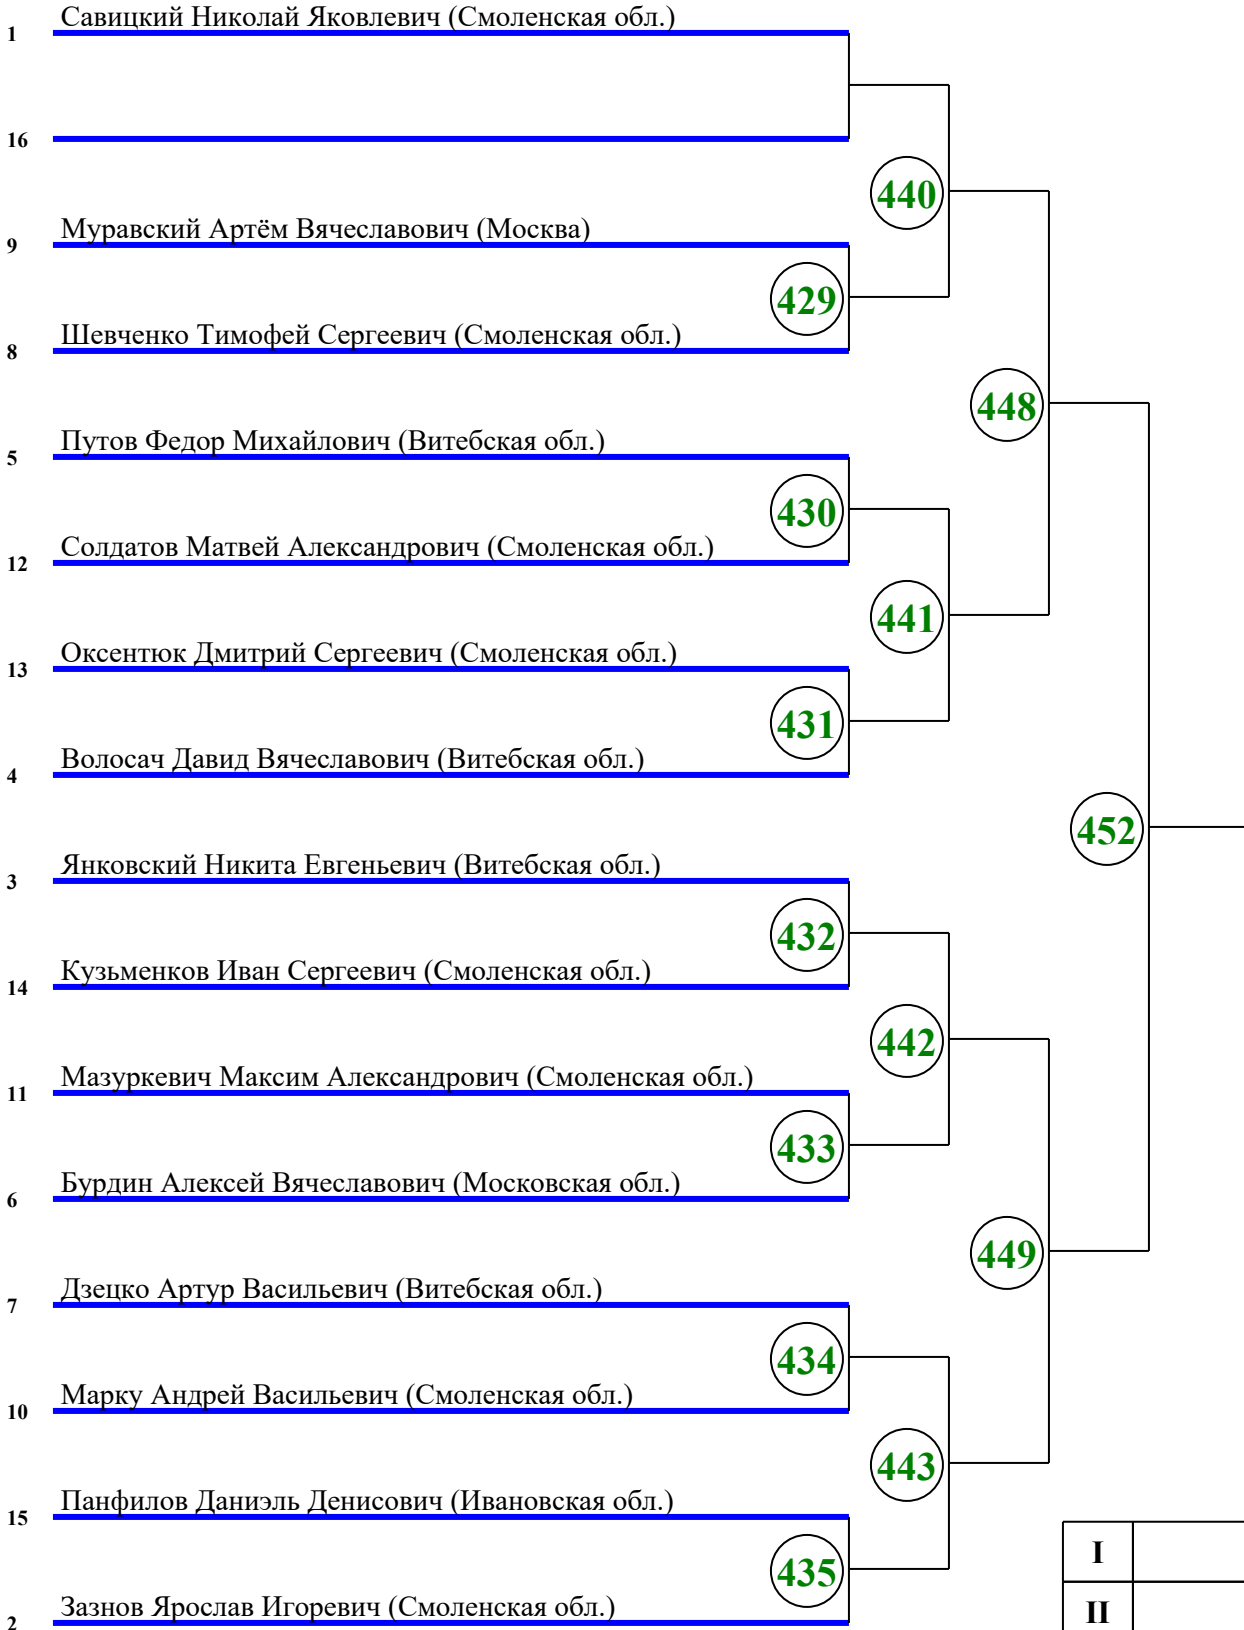 Савицкий Николай Яковлевич (Смоленская обл.)
1
16
440
Муравский Артём Вячеславович (Москва)
9
429
Шевченко Тимофей Сергеевич (Смоленская обл.)
8
448
Путов Федор Михайлович (Витебская обл.)
5
430
Солдатов Матвей Александрович (Смоленская обл.)
12
441
Оксентюк Дмитрий Сергеевич (Смоленская обл.)
13
431
Волосач Давид Вячеславович (Витебская обл.)
4
452
Янковский Никита Евгеньевич (Витебская обл.)
3
432
Кузьменков Иван Сергеевич (Смоленская обл.)
14
442
Мазуркевич Максим Александрович (Смоленская обл.)
11
433
Бурдин Алексей Вячеславович (Московская обл.)
6
449
Дзецко Артур Васильевич (Витебская обл.)
7
434
Марку Андрей Васильевич (Смоленская обл.)
10
443
Панфилов Даниэль Денисович (Ивановская обл.)
15
I
435
Зазнов Ярослав Игоревич (Смоленская обл.)
2
II